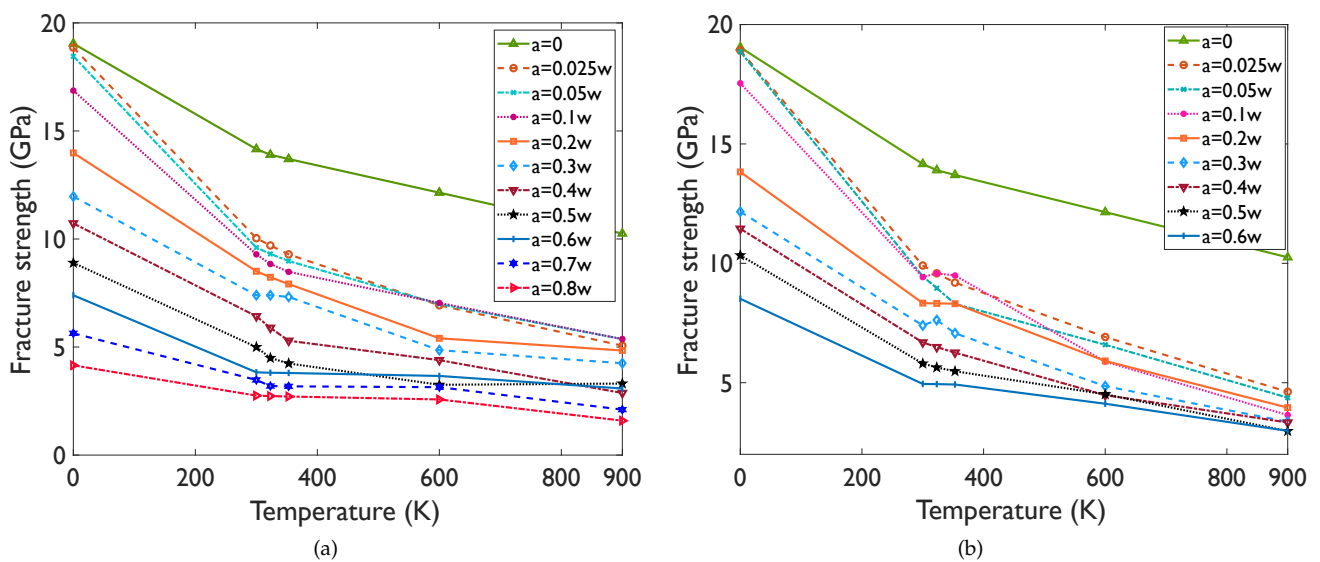 20
15
10
5
0
Fracture strength (GPa)
0
200
400
600
800
900
Temperature (K)
a=0
a=0.025w
a=0.05w
a=0.1w
a=0.2w
a=0.3w
a=0.4w
a=0.5w
a=0.6w
a=0.7w
a=0.8w
(a)
20
15
10
5
Fracture strength (GPa)
0
200
400
600
800
900
Temperature (K)
a=0
a=0.025w
a=0.05w
a=0.1w
a=0.2w
a=0.3w
a=0.4w
a=0.5w
a=0.6w
(b)